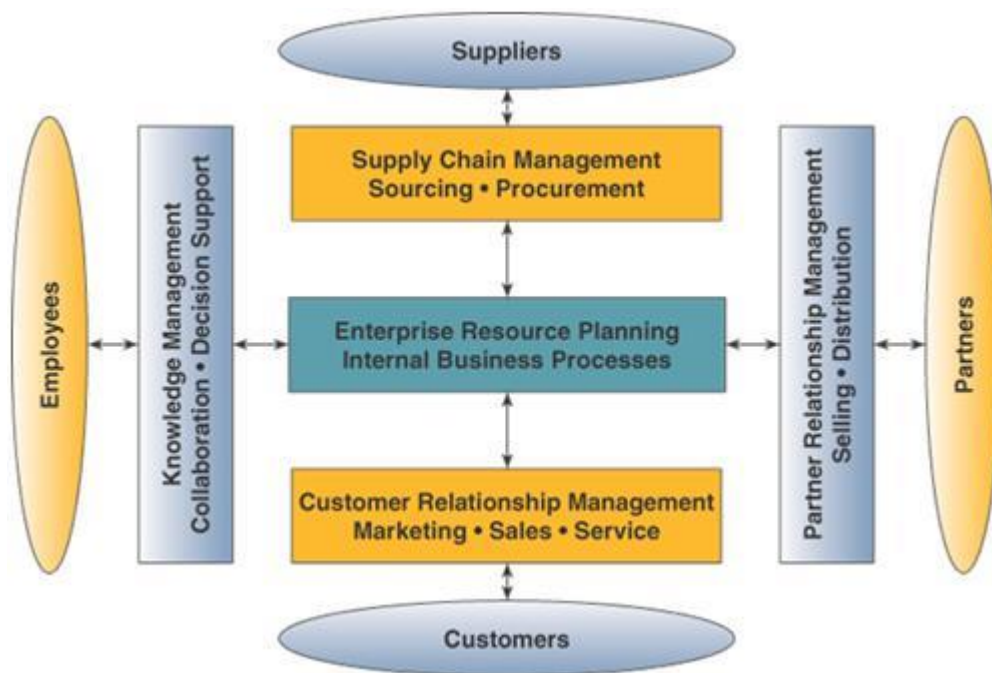 Suppliers
Supply Chain Management
Sourcing • Procurement
Employees
Knowledge Management
Collaboration • Decision Support
Enterprise Resource Planning
Internal Business Processes
Partner Relationship Management
Selling • Distribution
Partners
Customer Relationship Management
Marketing • Sales • Service
Customers